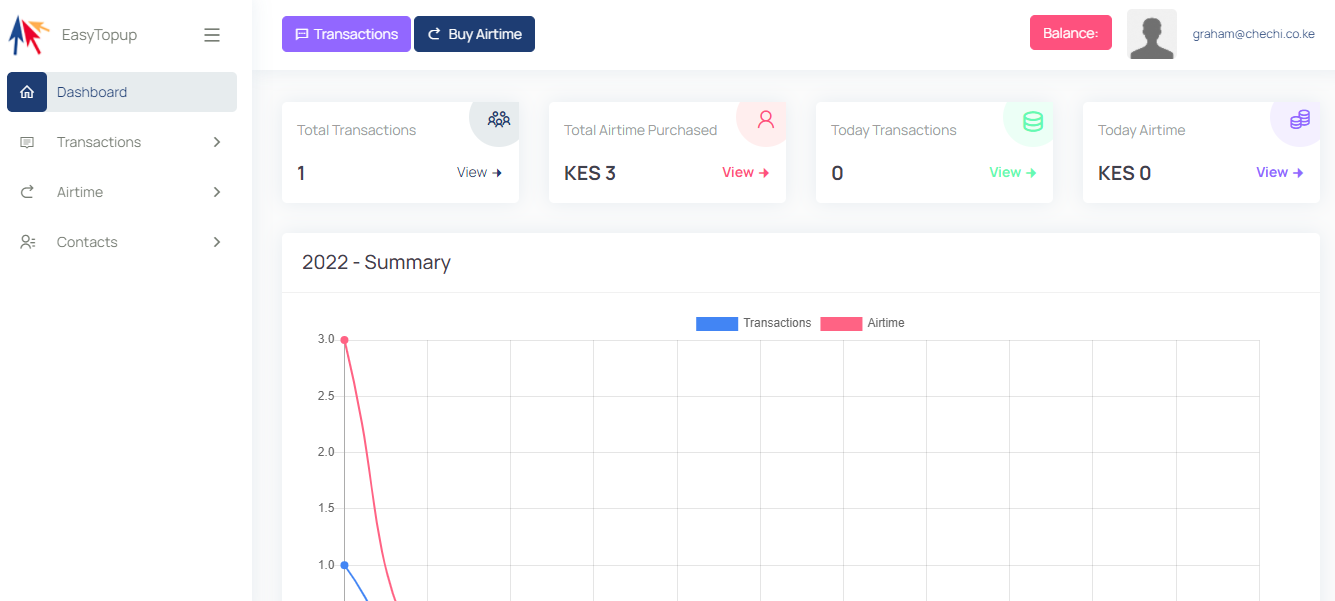 EasyTopup
Transactions
Buy Airtime
Balance:
graham@chechi.co.ke
Dashboard
Transactions
Airtime
Contacts
Total Transactions
1
View
Total Airtime Purchased
KES 3
View
Today Transactions
0
View
Today Airtime
KES 0
View
2022 - Summary
Transactions
Airtime
3.0
2.5
2.0
1.5
1.0